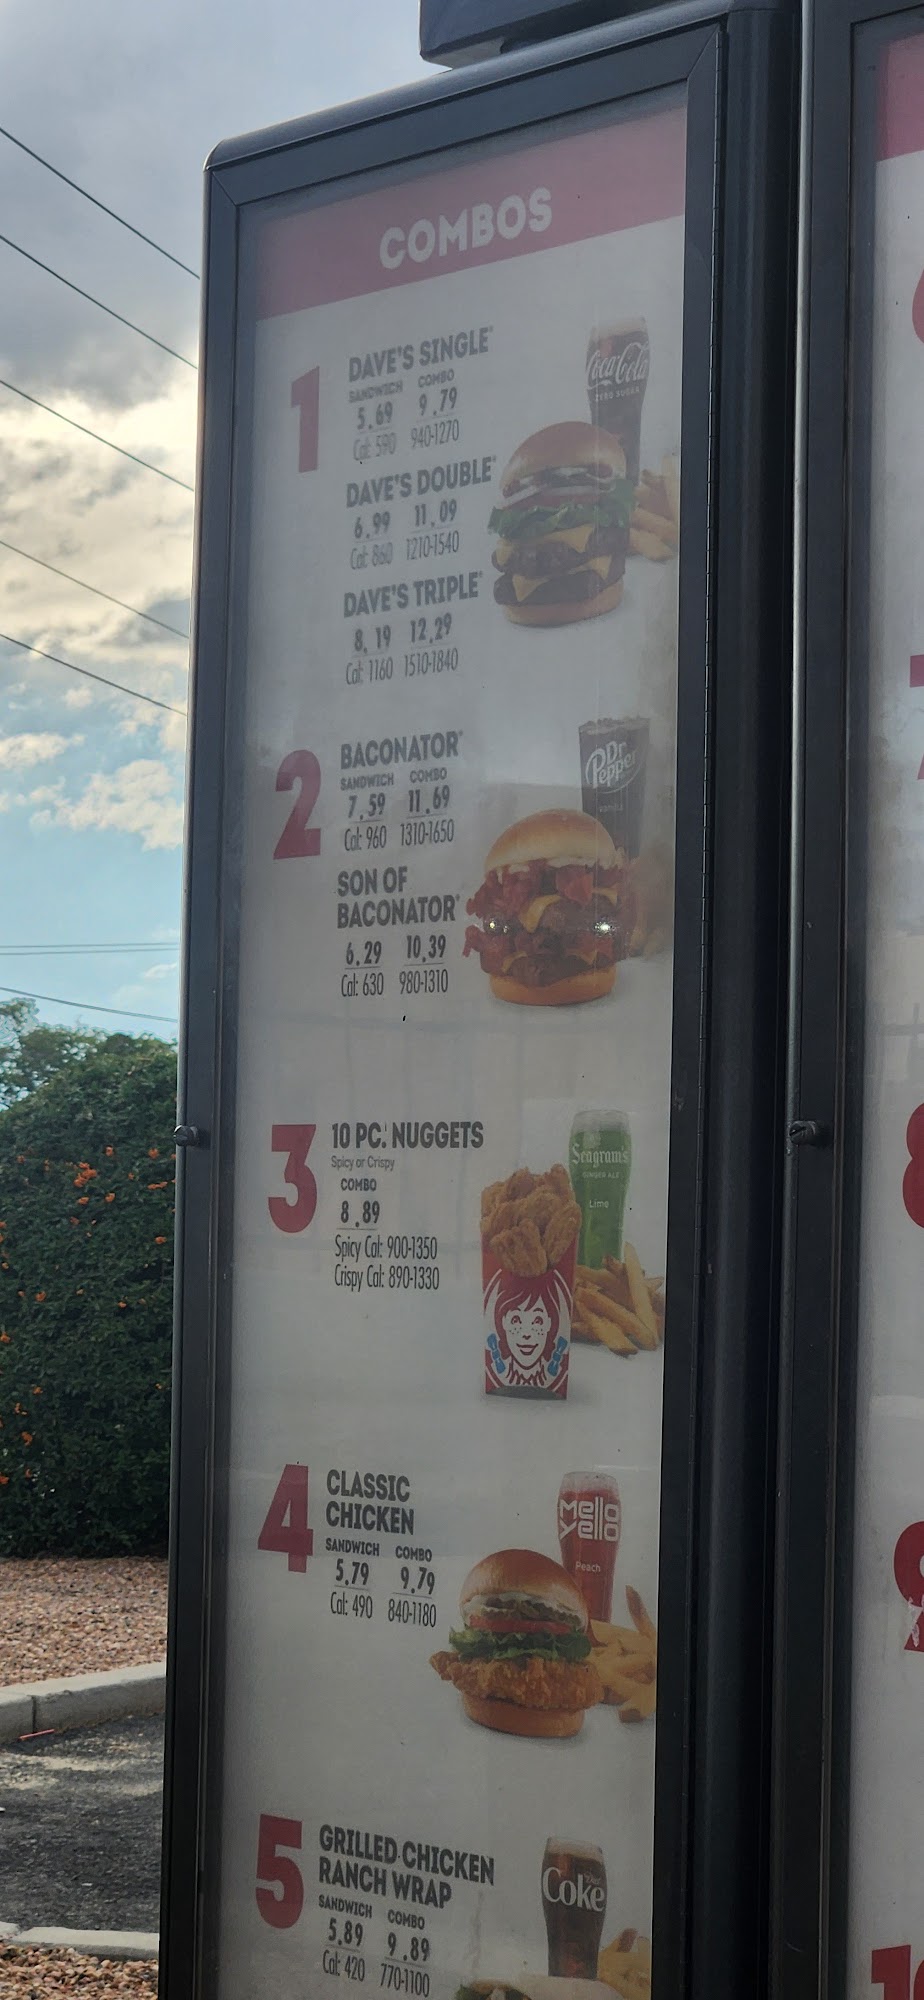 COMBOS
1
DAVE'S SINGLE®
SANDWICH COMBO
5.69 9.79
Cal: 590 940-1270
DAVE'S DOUBLE®
6.99 11.09
Cal: 860 1210-1540
DAVE'S TRIPLE®
8.19 12.29
Cal: 1160 1510-1840
Coca-Cola
ZERO SUGAR
2
BACONATOR®
SANDWICH COMBO
7.59 11.69
Cal: 960 1310-1650
SON OF
BACONATOR®
6.29 10.39
Cal: 630 980-1310
Dr
Pepper
vanilla
3
10 PC. NUGGETS
Spicy or Crispy
COMBO
8.89
Spicy Cal: 900-1350
Crispy Cal: 890-1330
Seagram's
GINGER ALE
Lime
4
CLASSIC
CHICKEN
SANDWICH COMBO
5.79 9.79
Cal: 490 840-1180
Mello
Yello
Peach
5
GRILLED CHICKEN
RANCH WRAP
SANDWICH COMBO
5.89 9.89
Cal: 420 770-1100
Coke
8
9